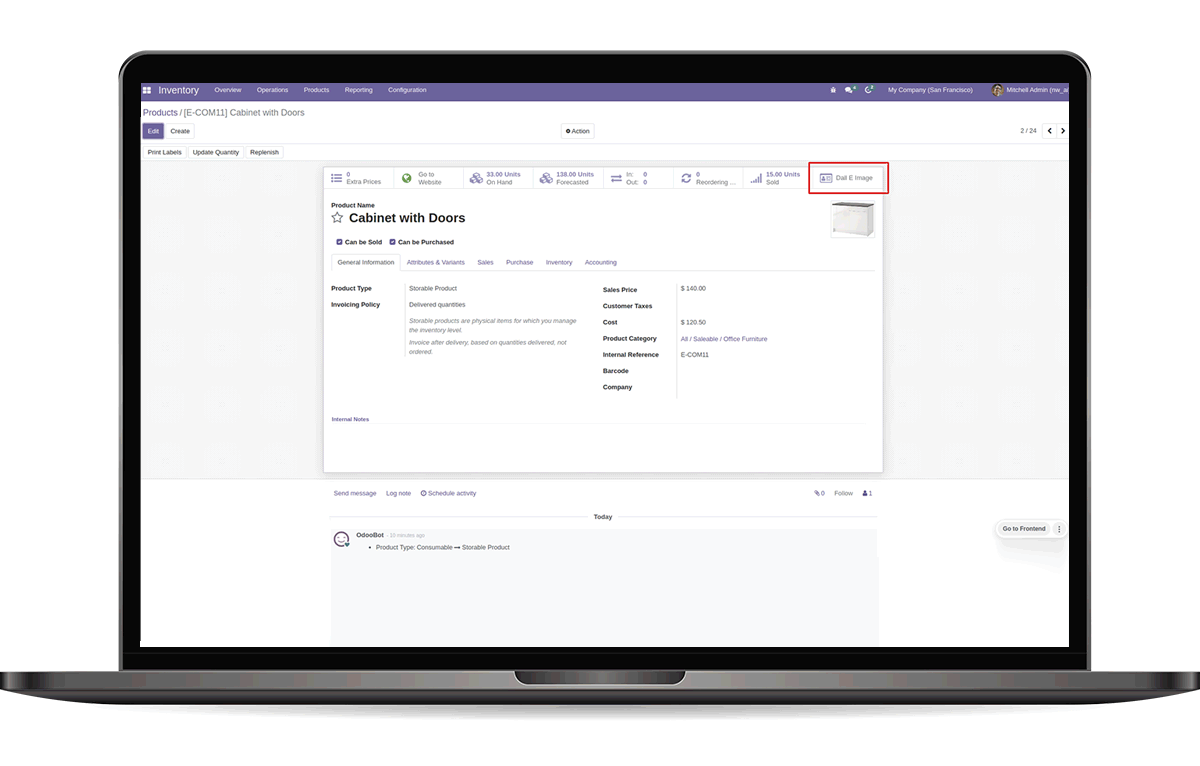 Inventory Overview Operations Products Reporting Configuration 4 2 My Company (San Francisco) Mitchell Admin (nw_ai
Products / [E-COM11] Cabinet with Doors
Edit Create Action 2 / 24
Print Labels Update Quantity Replenish
0 Extra Prices
Go to Website
33.00 Units On Hand
138.00 Units Forecasted
In: 0
Out: 0
0 Reordering ...
15.00 Units Sold
Dall E Image
Product Name
Cabinet with Doors
Can be Sold Can be Purchased
General Information Attributes & Variants Sales Purchase Inventory Accounting
Product Type Storable Product
Invoicing Policy Delivered quantities
Storable products are physical items for which you manage
the inventory level.
Invoice after delivery, based on quantities delivered, not
ordered.
Sales Price $ 140.00
Customer Taxes
Cost $ 120.50
Product Category All / Saleable / Office Furniture
Internal Reference E-COM11
Barcode
Company
Internal Notes
Send message Log note Schedule activity 0 Follow 1
Today
Go to Frontend
OdooBot - 10 minutes ago
• Product Type: Consumable → Storable Product